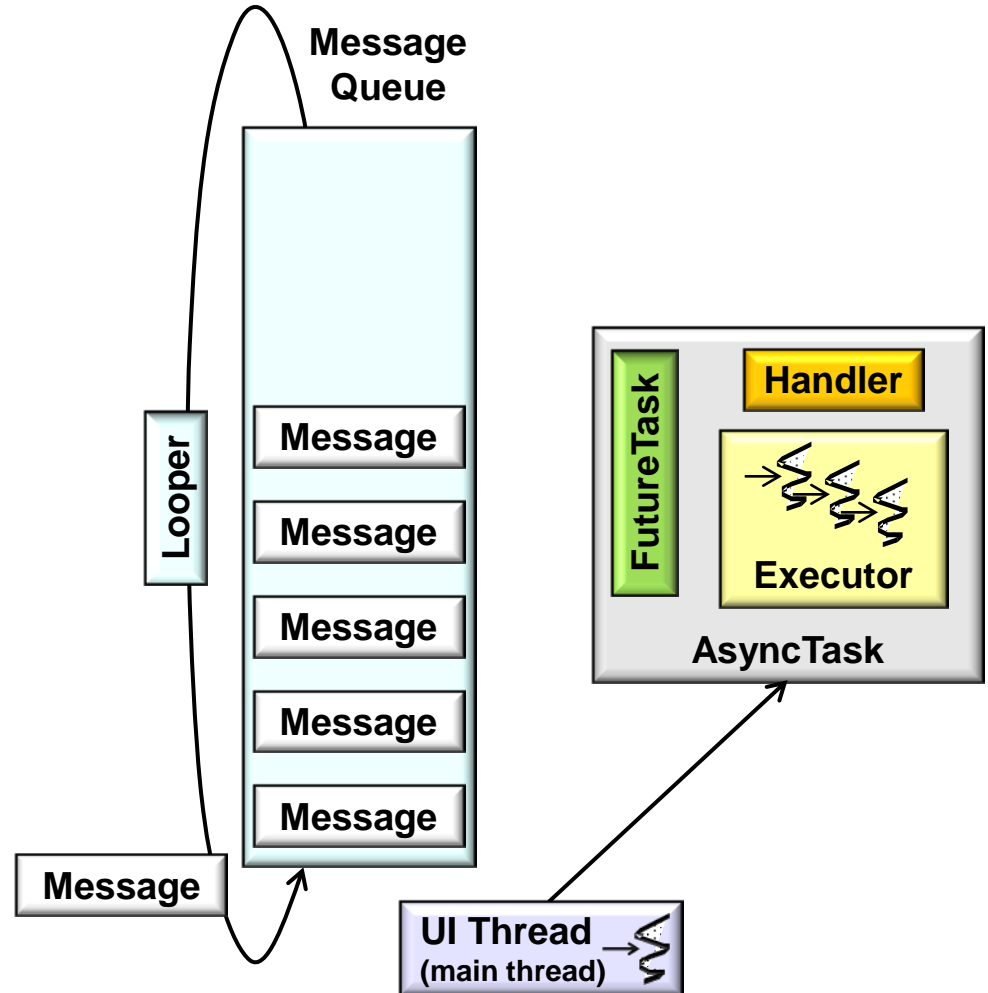 Message
Queue
Looper
Message
Message
Message
Message
Message
Message
FutureTask
Handler
Executor
AsyncTask
UI Thread
(main thread)